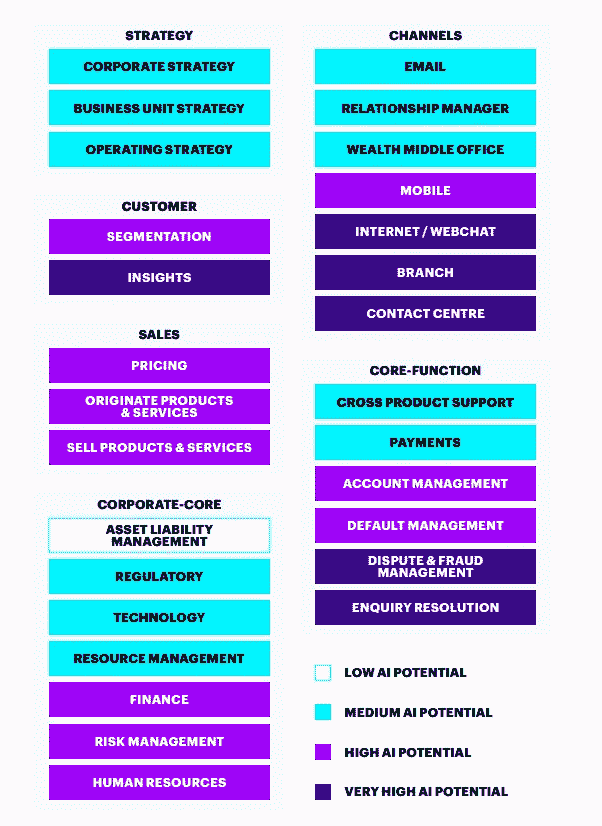 STRATEGY
CORPORATE STRATEGY
BUSINESS UNIT STRATEGY
OPERATING STRATEGY
CUSTOMER
SEGMENTATION
INSIGHTS
SALES
PRICING
ORIGINATE PRODUCTS
& SERVICES
SELL PRODUCTS & SERVICES
CORPORATE-CORE
ASSET LIABILITY
MANAGEMENT
REGULATORY
TECHNOLOGY
RESOURCE MANAGEMENT
FINANCE
RISK MANAGEMENT
HUMAN RESOURCES
CHANNELS
EMAIL
RELATIONSHIP MANAGER
WEALTH MIDDLE OFFICE
MOBILE
INTERNET / WEBCHAT
BRANCH
CONTACT CENTRE
CORE-FUNCTION
CROSS PRODUCT SUPPORT
PAYMENTS
ACCOUNT MANAGEMENT
DEFAULT MANAGEMENT
DISPUTE & FRAUD
MANAGEMENT
ENQUIRY RESOLUTION
LOW AI POTENTIAL
MEDIUM AI POTENTIAL
HIGH AI POTENTIAL
VERY HIGH AI POTENTIAL